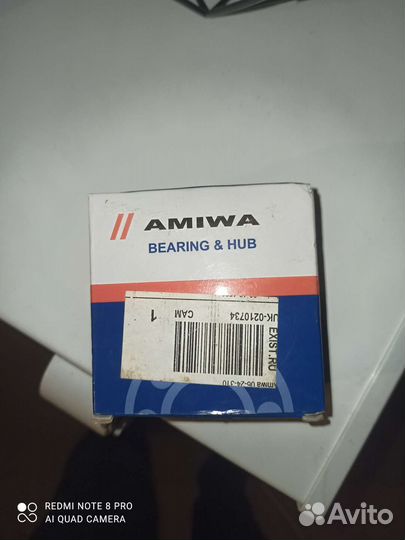 AMIWA
BEARING & HUB
EXIST.RU
UK-0210734
CAM
1
Amiwa 06-24-310
REDMI NOTE 8 PRO
AI QUAD CAMERA
Avito